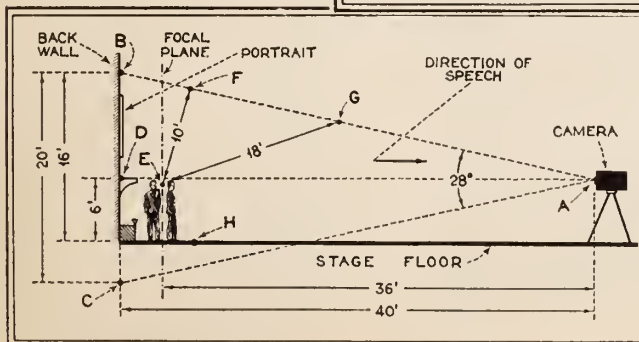 BACK
WALL
B
FOCAL
PLANE
PORTRAIT
F
DIRECTION OF
SPEECH
G
CAMERA
D
E
10'
18'
20'
16'
6'
28°
A
H
STAGE FLOOR
C
36'
40'